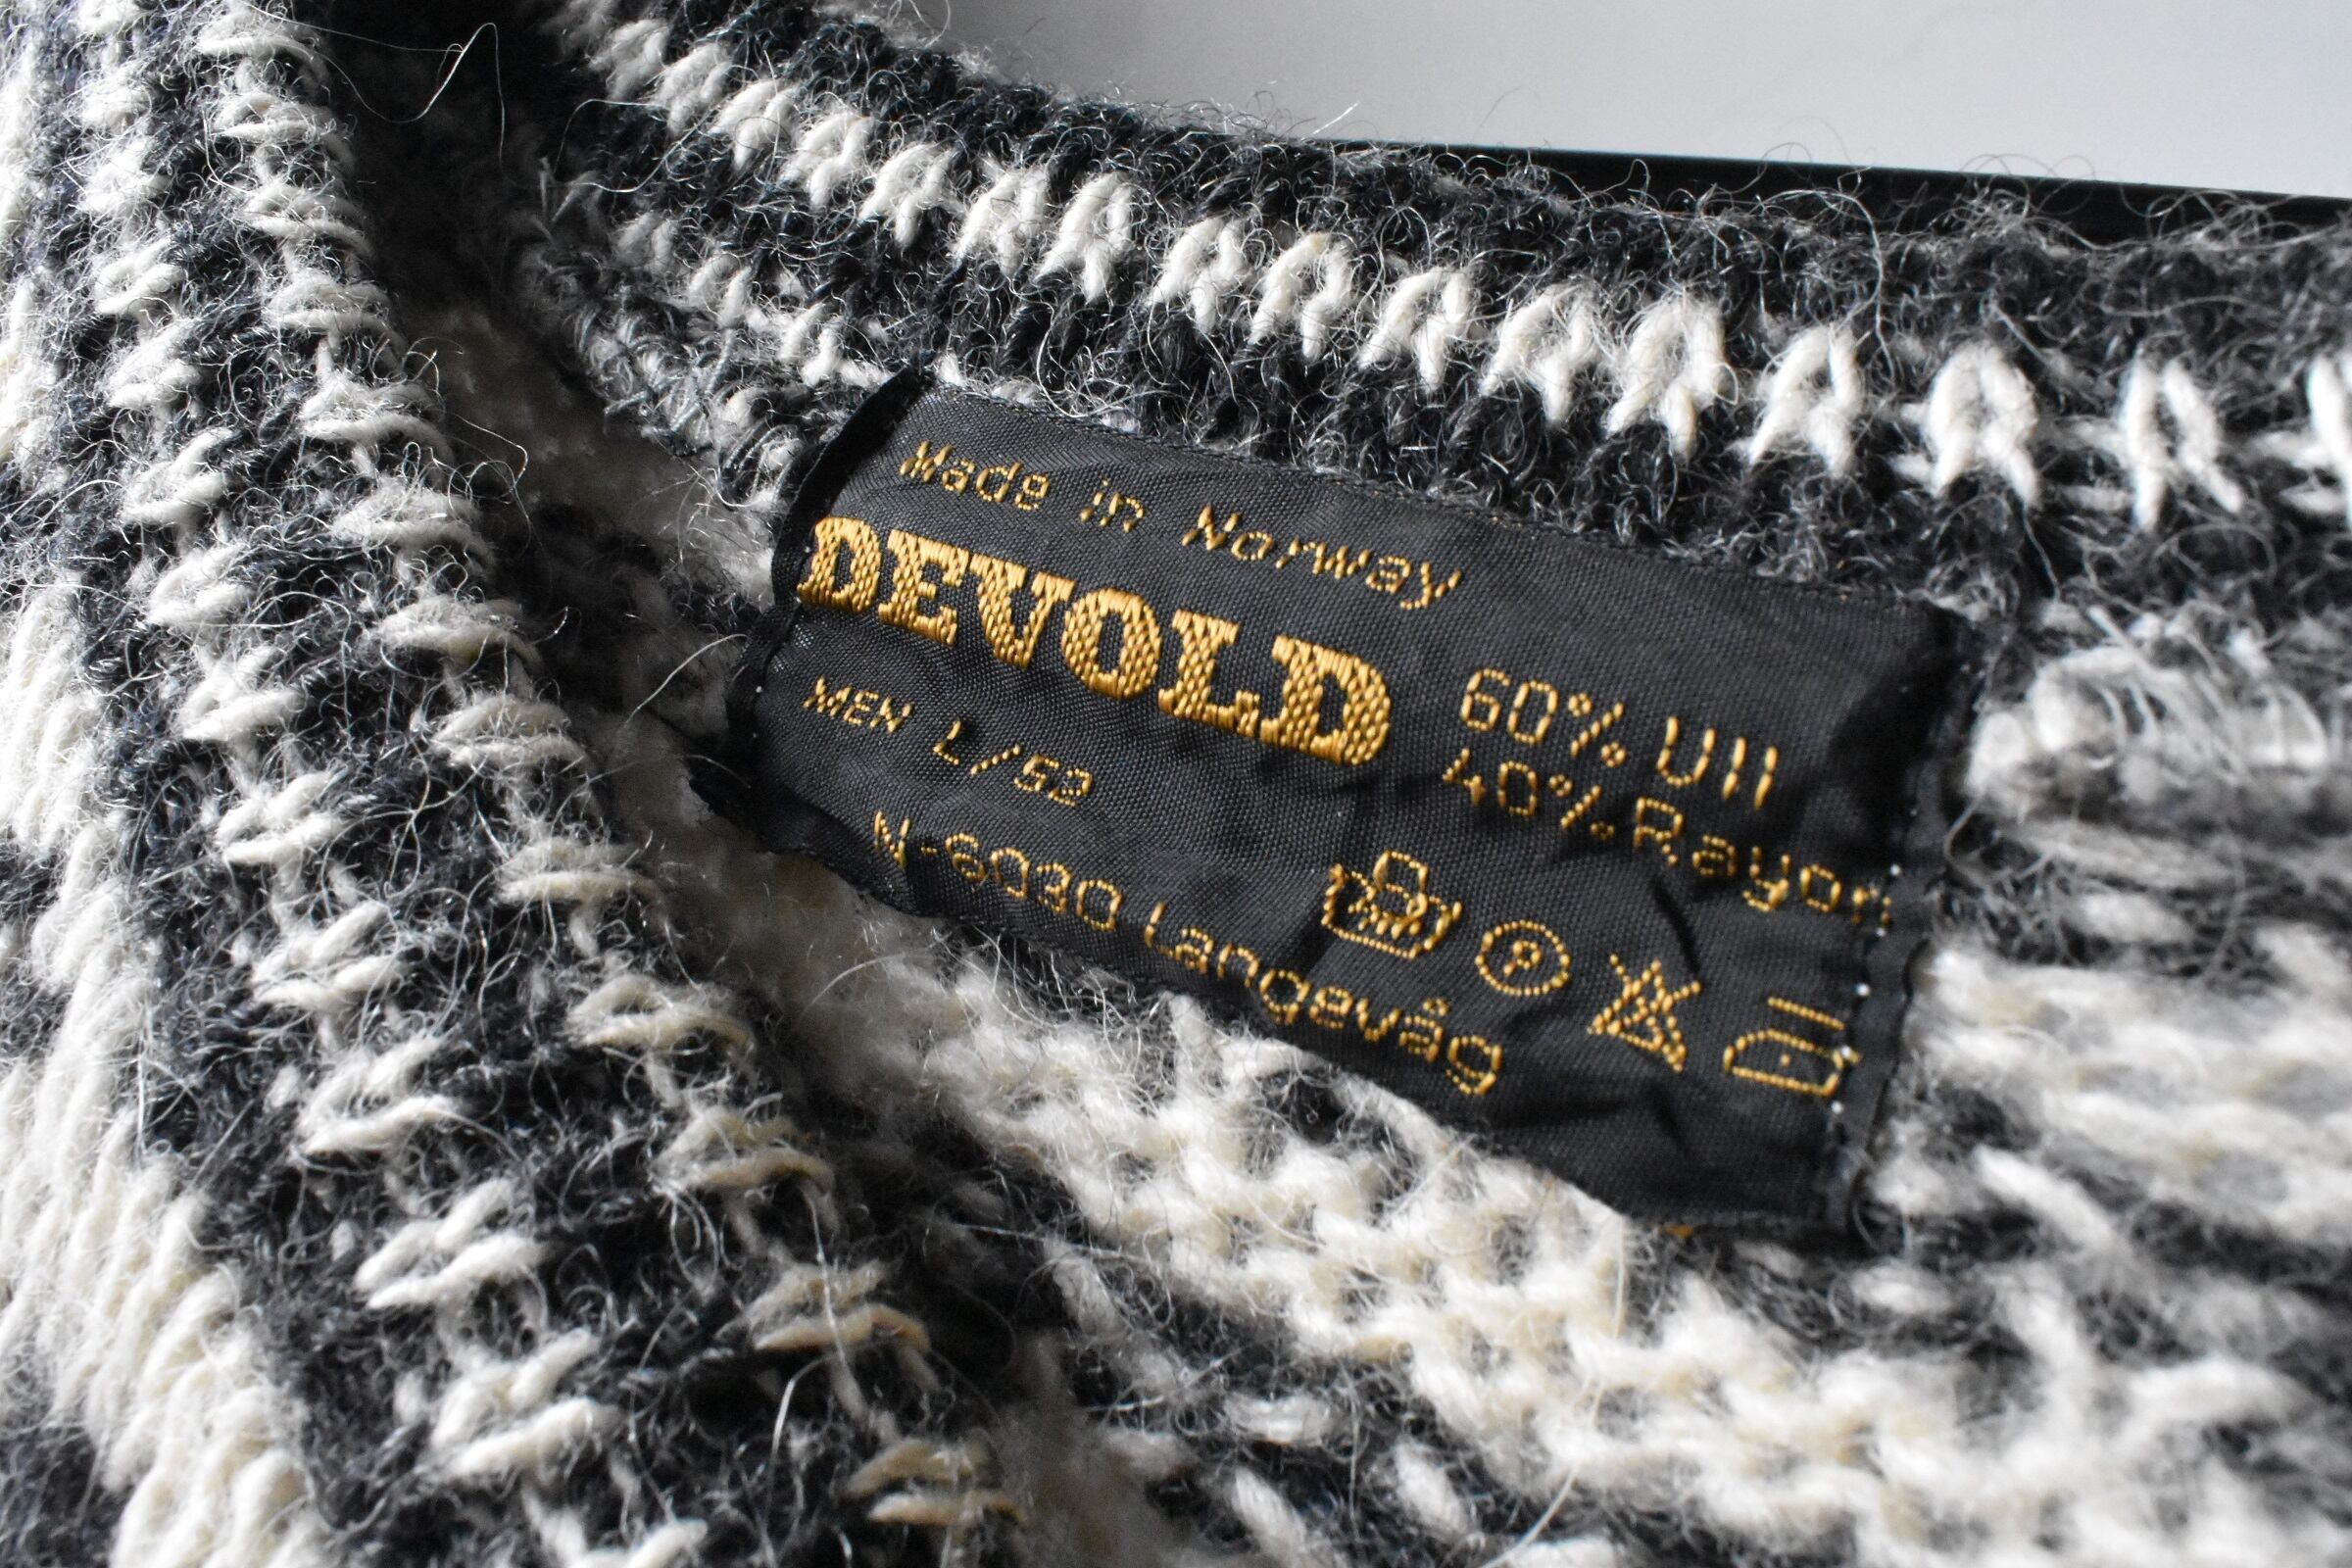 Made in Norway
DEVOLD
MEN L/52
60% Ull
40% Rayon
N-6030 Langevåg
P